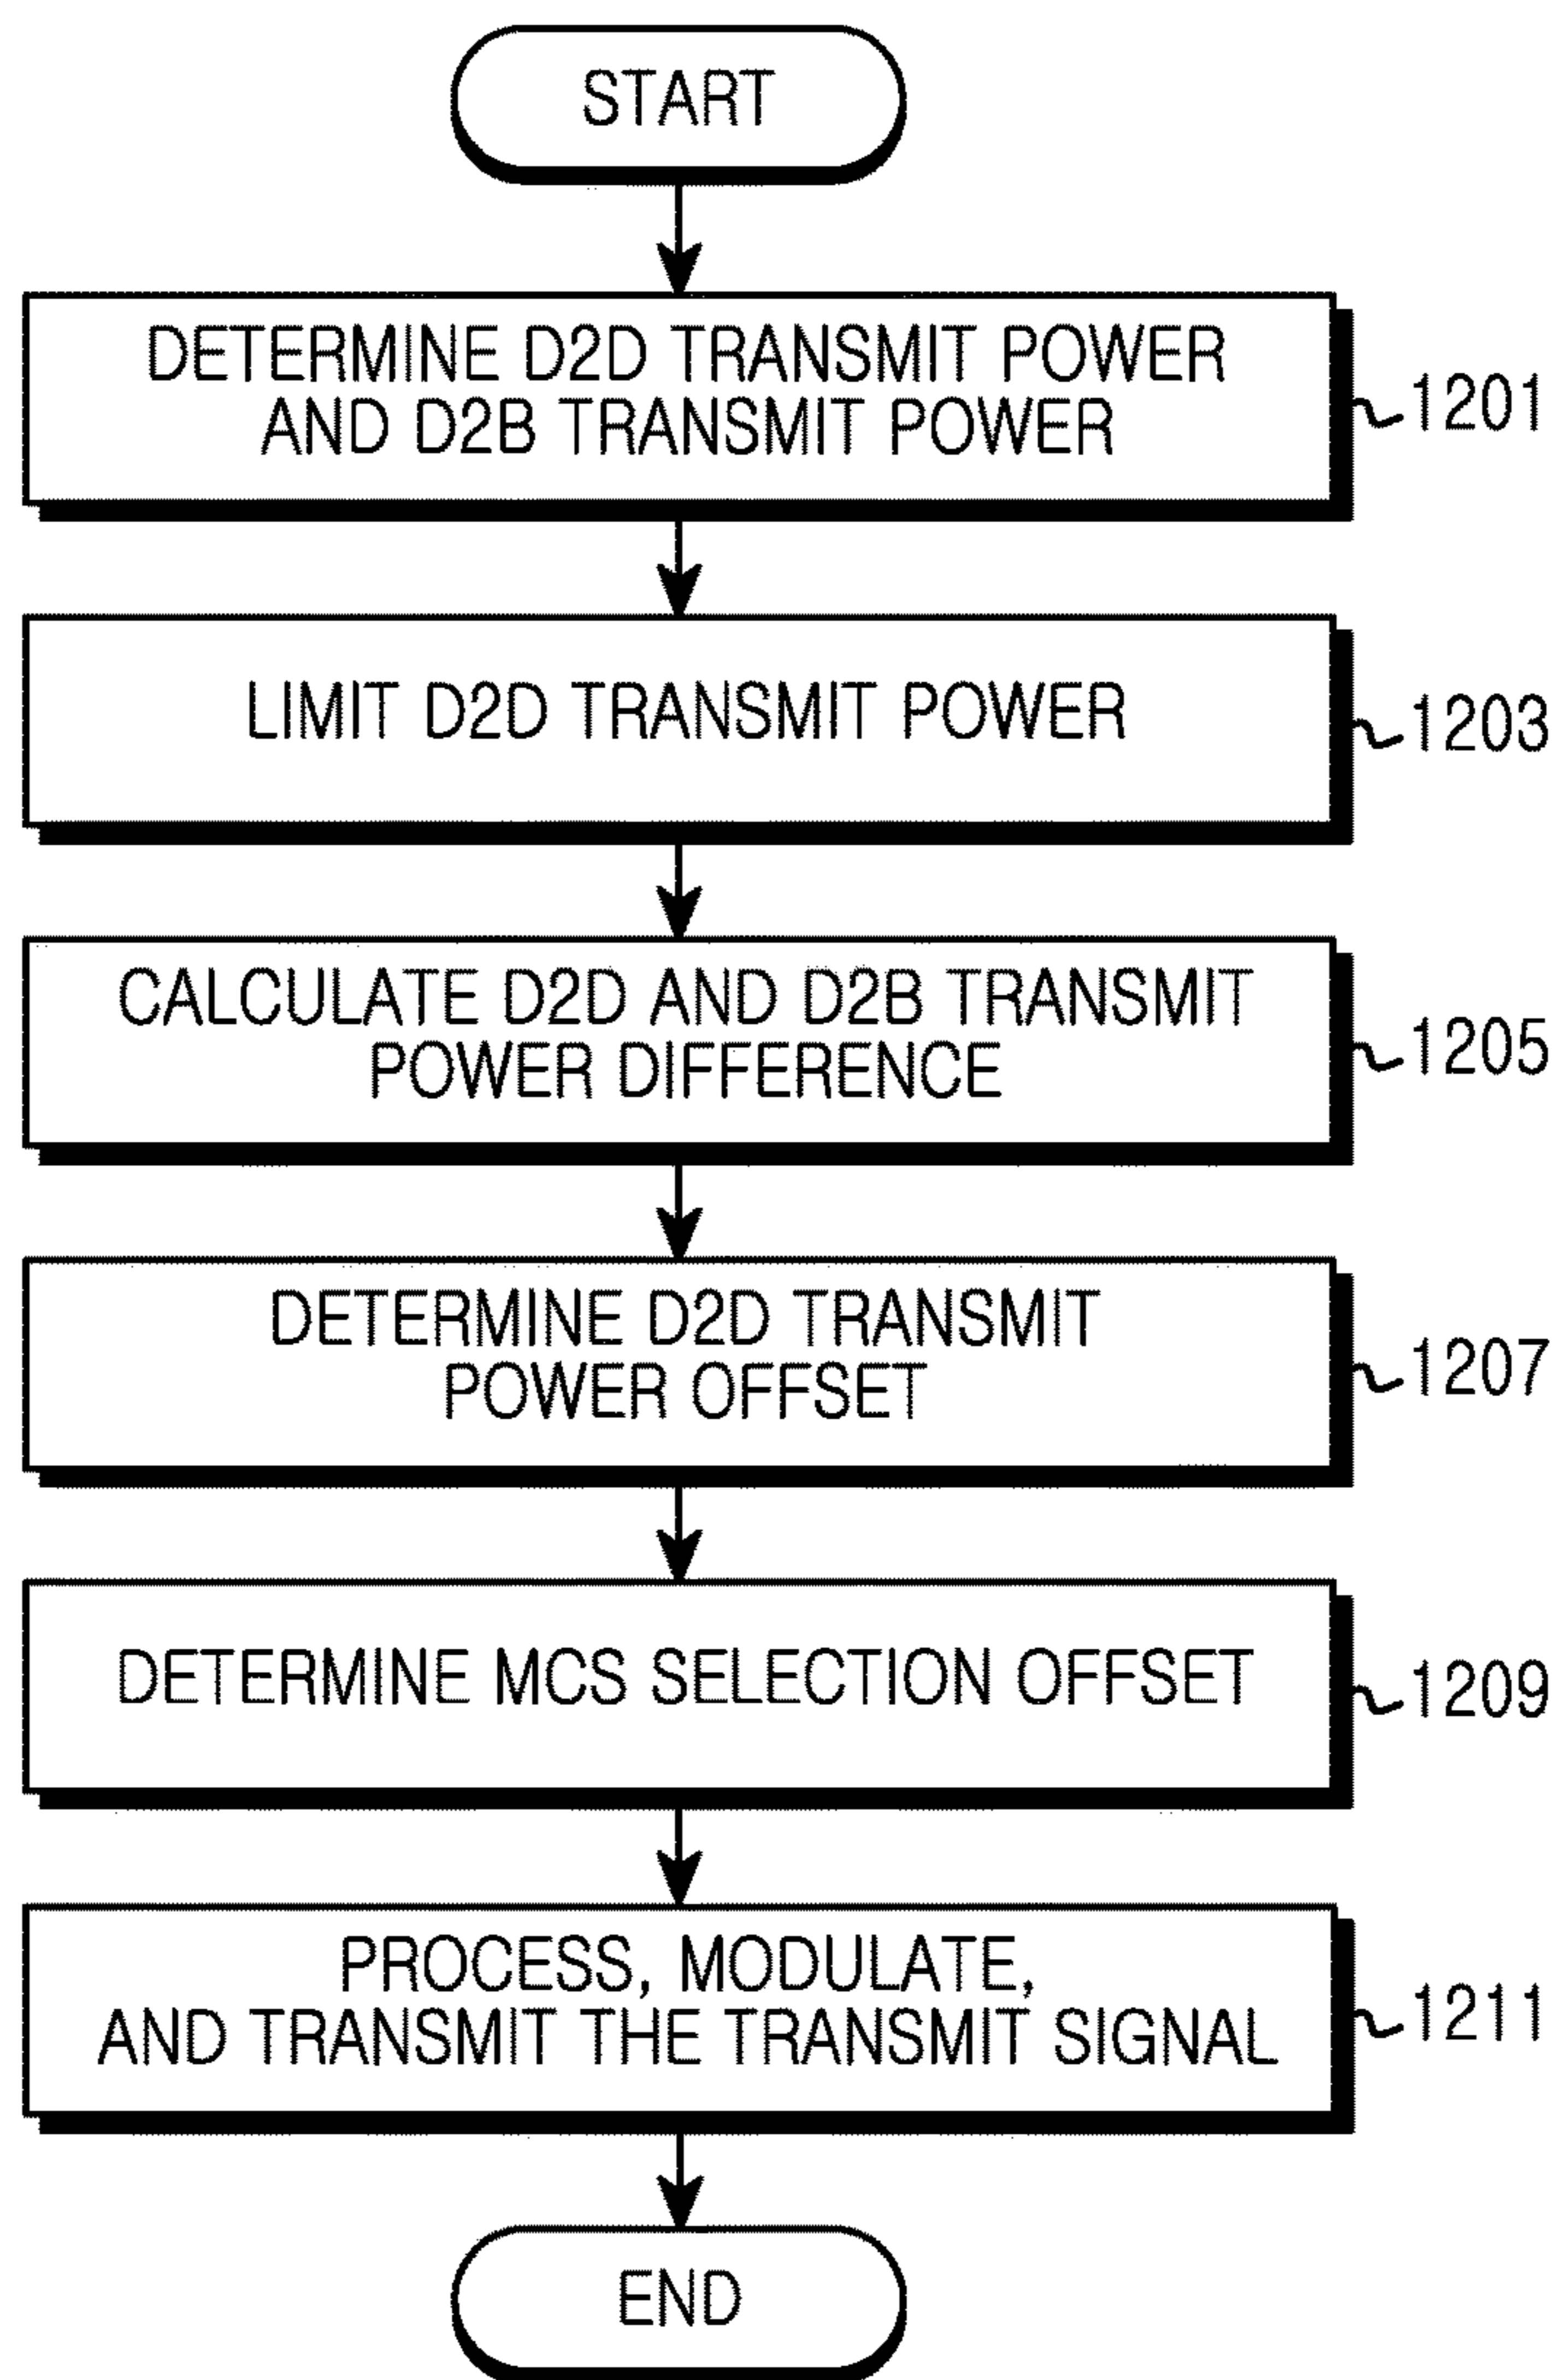 START
DETERMINE D2D TRANSMIT POWER
AND D2B TRANSMIT POWER
1201
LIMIT D2D TRANSMIT POWER
1203
CALCULATE D2D AND D2B TRANSMIT
POWER DIFFERENCE
1205
DETERMINE D2D TRANSMIT
POWER OFFSET
1207
DETERMINE MCS SELECTION OFFSET
1209
PROCESS, MODULATE,
AND TRANSMIT THE TRANSMIT SIGNAL
1211
END